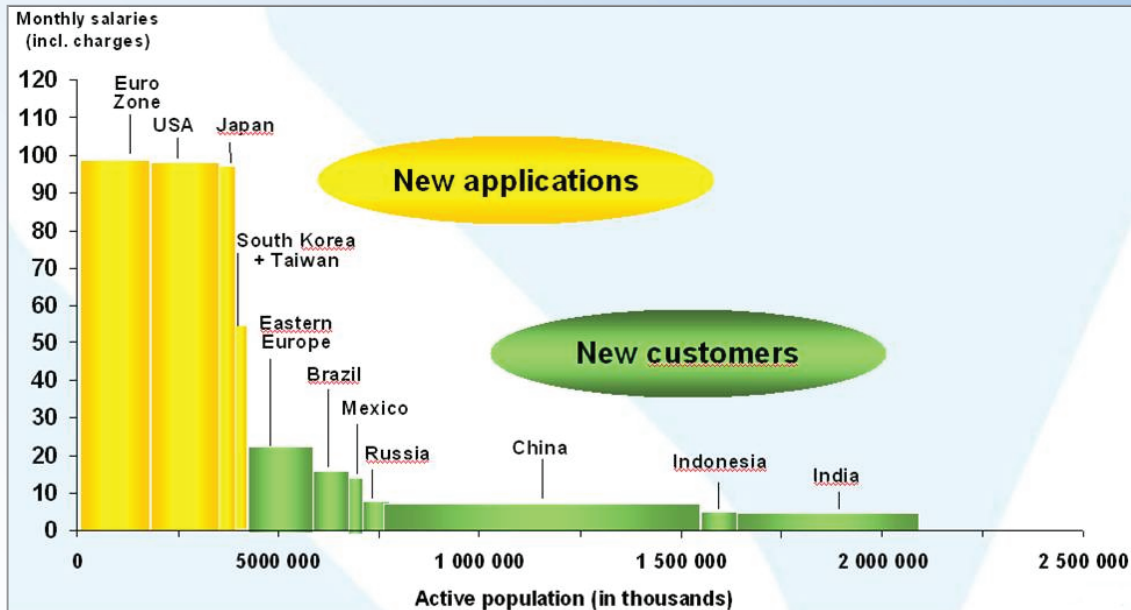 Monthly salaries
(incl. charges)
120
110
100
90
80
70
60
50
40
30
20
10
0
Euro
Zone
USA
Japan
South Korea
+ Taiwan
Eastern
Europe
Brazil
Mexico
Russia
China
Indonesia
India
New applications
New customers
0
5000 000
1 000 000
1 500 000
2 000 000
2 500 000
Active population (in thousands)